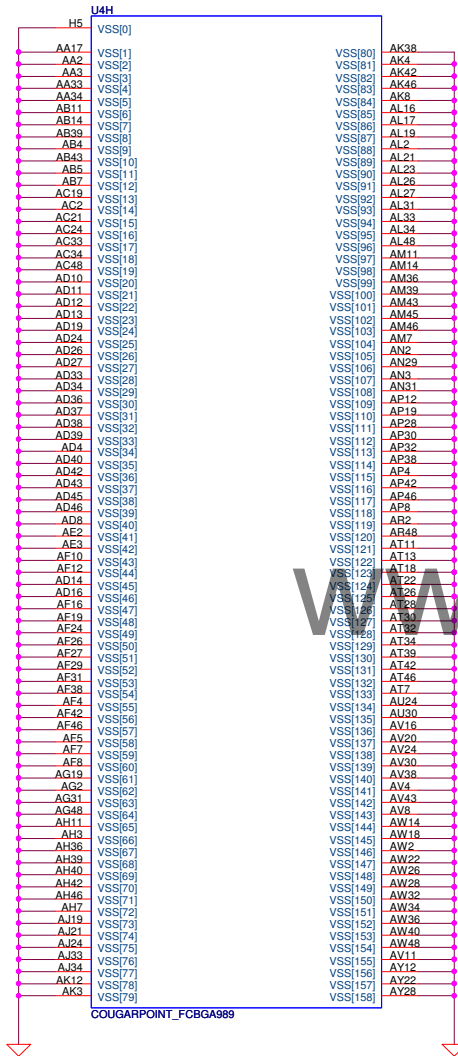 U4H
H5 VSS[0]
AA17 VSS[1] VSS[80] AK38
AA2 VSS[2] VSS[81] AK4
AA3 VSS[3] VSS[82] AK42
AA33 VSS[4] VSS[83] AK46
AA34 VSS[5] VSS[84] AK8
AB11 VSS[6] VSS[85] AL16
AB14 VSS[7] VSS[86] AL17
AB39 VSS[8] VSS[87] AL19
AB4 VSS[9] VSS[88] AL2
AB43 VSS[10] VSS[89] AL21
AB5 VSS[11] VSS[90] AL23
AB7 VSS[12] VSS[91] AL26
AC19 VSS[13] VSS[92] AL27
AC2 VSS[14] VSS[93] AL31
AC21 VSS[15] VSS[94] AL33
AC24 VSS[16] VSS[95] AL34
AC33 VSS[17] VSS[96] AL48
AC34 VSS[18] VSS[97] AM11
AC48 VSS[19] VSS[98] AM14
AD10 VSS[20] VSS[99] AM36
AD11 VSS[21] VSS[100] AM39
AD12 VSS[22] VSS[101] AM43
AD13 VSS[23] VSS[102] AM45
AD19 VSS[24] VSS[103] AM46
AD24 VSS[25] VSS[104] AM7
AD26 VSS[26] VSS[105] AN2
AD27 VSS[27] VSS[106] AN29
AD33 VSS[28] VSS[107] AN3
AD34 VSS[29] VSS[108] AN31
AD36 VSS[30] VSS[109] AP12
AD37 VSS[31] VSS[110] AP19
AD38 VSS[32] VSS[111] AP28
AD39 VSS[33] VSS[112] AP30
AD4 VSS[34] VSS[113] AP32
AD40 VSS[35] VSS[114] AP38
AD42 VSS[36] VSS[115] AP4
AD43 VSS[37] VSS[116] AP42
AD45 VSS[38] VSS[117] AP46
AD46 VSS[39] VSS[118] AP8
AD8 VSS[40] VSS[119] AR2
AE2 VSS[41] VSS[120] AR48
AE3 VSS[42] VSS[121] AT11
AF10 VSS[43] VSS[122] AT13
AF12 VSS[44] VSS[123] AT18
AD14 VSS[45] VSS[124] AT22
AD16 VSS[46] VSS[125] AT26
AF16 VSS[47] VSS[126] AT28
AF19 VSS[48] VSS[127] AT30
AF24 VSS[49] VSS[128] AT32
AF26 VSS[50] VSS[129] AT34
AF27 VSS[51] VSS[130] AT39
AF29 VSS[52] VSS[131] AT42
AF31 VSS[53] VSS[132] AT46
AF38 VSS[54] VSS[133] AT7
AF4 VSS[55] VSS[134] AU24
AF42 VSS[56] VSS[135] AU30
AF46 VSS[57] VSS[136] AV16
AF5 VSS[58] VSS[137] AV20
AF7 VSS[59] VSS[138] AV24
AF8 VSS[60] VSS[139] AV30
AG19 VSS[61] VSS[140] AV38
AG2 VSS[62] VSS[141] AV4
AG31 VSS[63] VSS[142] AV43
AG48 VSS[64] VSS[143] AV8
AH11 VSS[65] VSS[144] AW14
AH3 VSS[66] VSS[145] AW18
AH36 VSS[67] VSS[146] AW2
AH39 VSS[68] VSS[147] AW22
AH40 VSS[69] VSS[148] AW26
AH42 VSS[70] VSS[149] AW28
AH46 VSS[71] VSS[150] AW32
AH7 VSS[72] VSS[151] AW34
AJ19 VSS[73] VSS[152] AW36
AJ21 VSS[74] VSS[153] AW40
AJ24 VSS[75] VSS[154] AW48
AJ33 VSS[76] VSS[155] AV11
AJ34 VSS[77] VSS[156] AY12
AK12 VSS[78] VSS[157] AY22
AK3 VSS[79] VSS[158] AY28
COUGARPOINT_FCBGA989